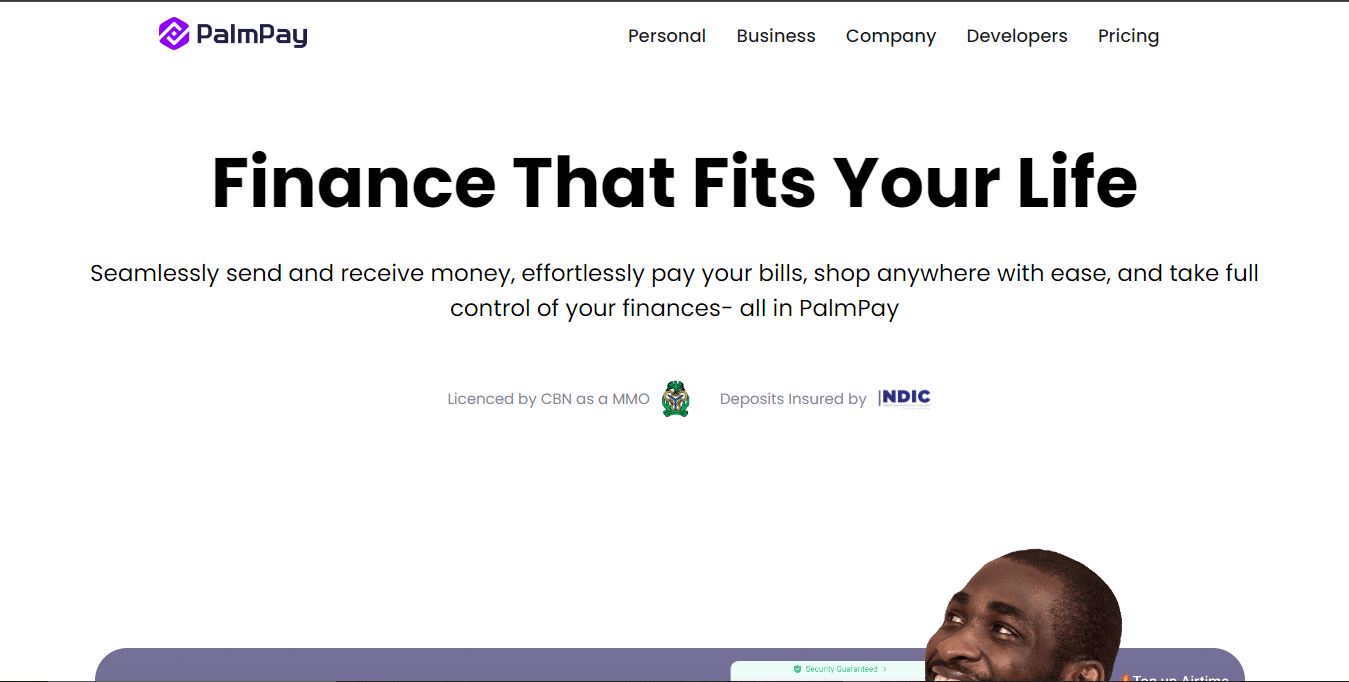 PalmPay
Personal Business Company Developers Pricing
Finance That Fits Your Life
Seamlessly send and receive money, effortlessly pay your bills, shop anywhere with ease, and take full
control of your finances- all in PalmPay
Licenced by CBN as a MMO
Deposits Insured by NDIC
Security Guaranteed >
Top up Airtime